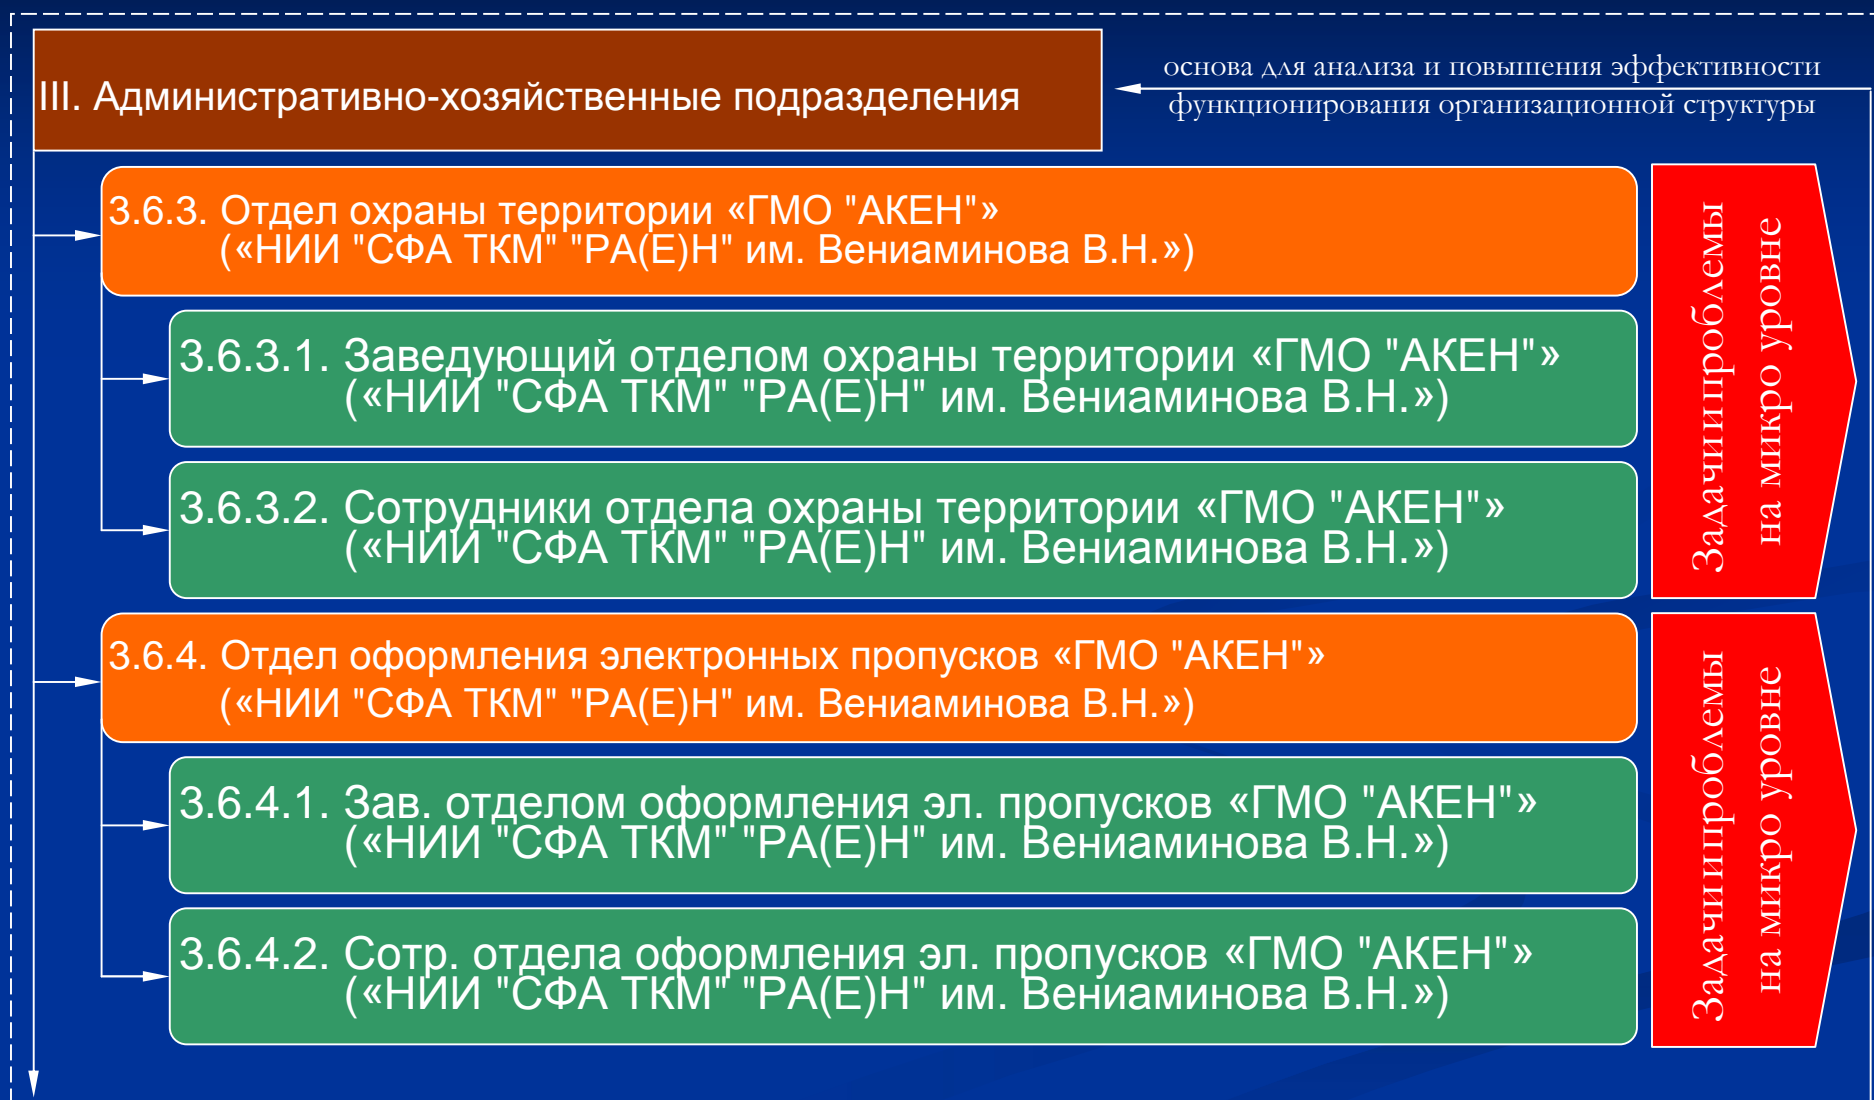 III. Административно-хозяйственные подразделения
основа для анализа и повышения эффективности
функционирования организационной структуры
3.6.3. Отдел охраны территории «ГМО "АКЕН"»
(«НИИ "СФА ТКМ" "РА(Е)Н" им. Вениаминова В.Н.»)
3.6.3.1. Заведующий отделом охраны территории «ГМО "АКЕН"»
(«НИИ "СФА ТКМ" "РА(Е)Н" им. Вениаминова В.Н.»)
3.6.3.2. Сотрудники отдела охраны территории «ГМО "АКЕН"»
(«НИИ "СФА ТКМ" "РА(Е)Н" им. Вениаминова В.Н.»)
Задачи и проблемы
на микро уровне
3.6.4. Отдел оформления электронных пропусков «ГМО "АКЕН"»
(«НИИ "СФА ТКМ" "РА(Е)Н" им. Вениаминова В.Н.»)
3.6.4.1. Зав. отделом оформления эл. пропусков «ГМО "АКЕН"»
(«НИИ "СФА ТКМ" "РА(Е)Н" им. Вениаминова В.Н.»)
3.6.4.2. Сотр. отдела оформления эл. пропусков «ГМО "АКЕН"»
(«НИИ "СФА ТКМ" "РА(Е)Н" им. Вениаминова В.Н.»)
Задачи и проблемы
на микро уровне